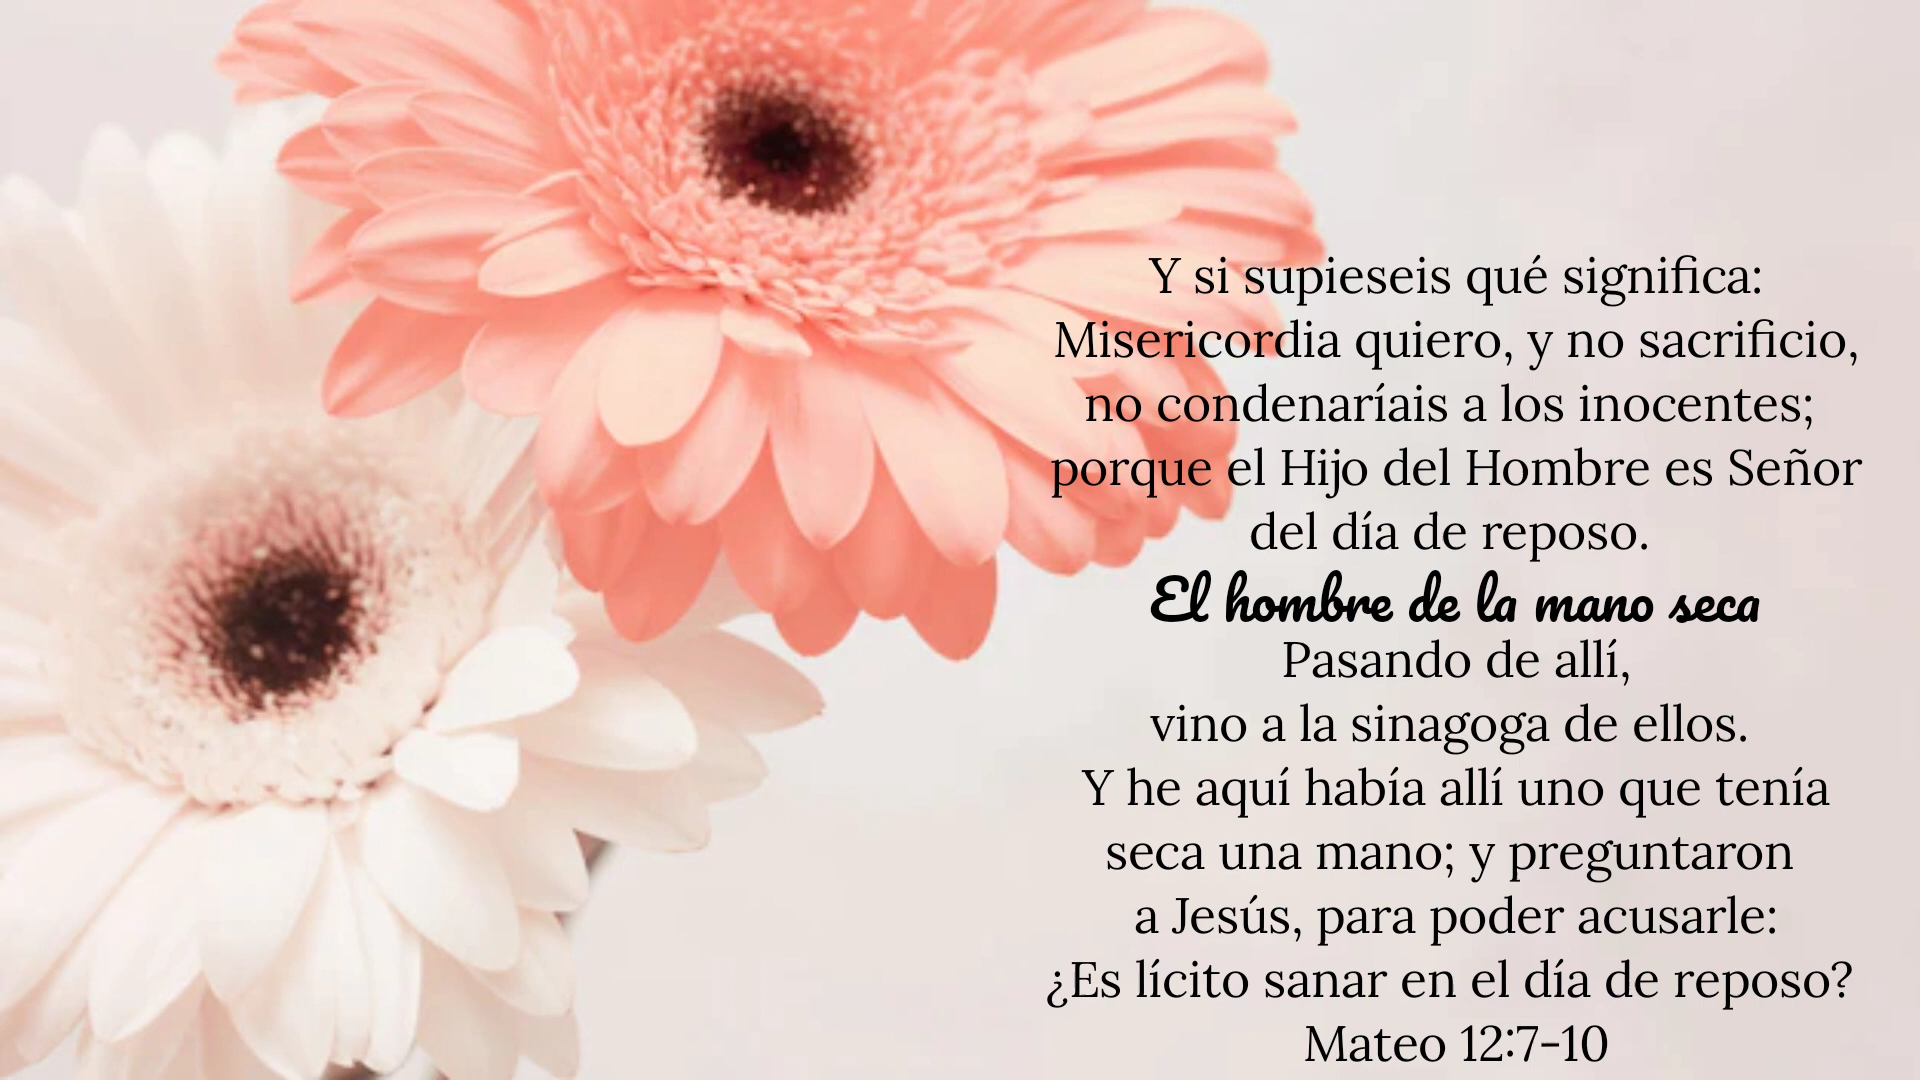 Y si supieseis qué significa:
Misericordia quiero, y no sacrificio,
no condenaríais a los inocentes;
porque el Hijo del Hombre es Señor
del día de reposo.
El hombre de la mano seca
Pasando de allí,
vino a la sinagoga de ellos.
Y he aquí había allí uno que tenía
seca una mano; y preguntaron
a Jesús, para poder acusarle:
¿Es lícito sanar en el día de reposo?
Mateo 12:7-10